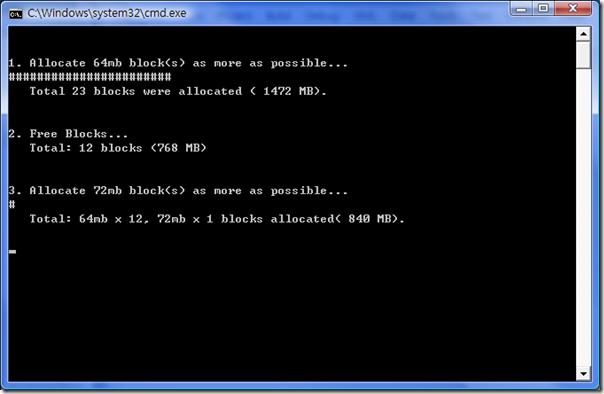 C:\Windows\system32\cmd.exe
1. Allocate 64mb block(s) as more as possible...
#######################
Total 23 blocks were allocated ( 1472 MB).
2. Free Blocks...
Total: 12 blocks (768 MB)
3. Allocate 72mb block(s) as more as possible...
#
Total: 64mb x 12, 72mb x 1 blocks allocated( 840 MB).